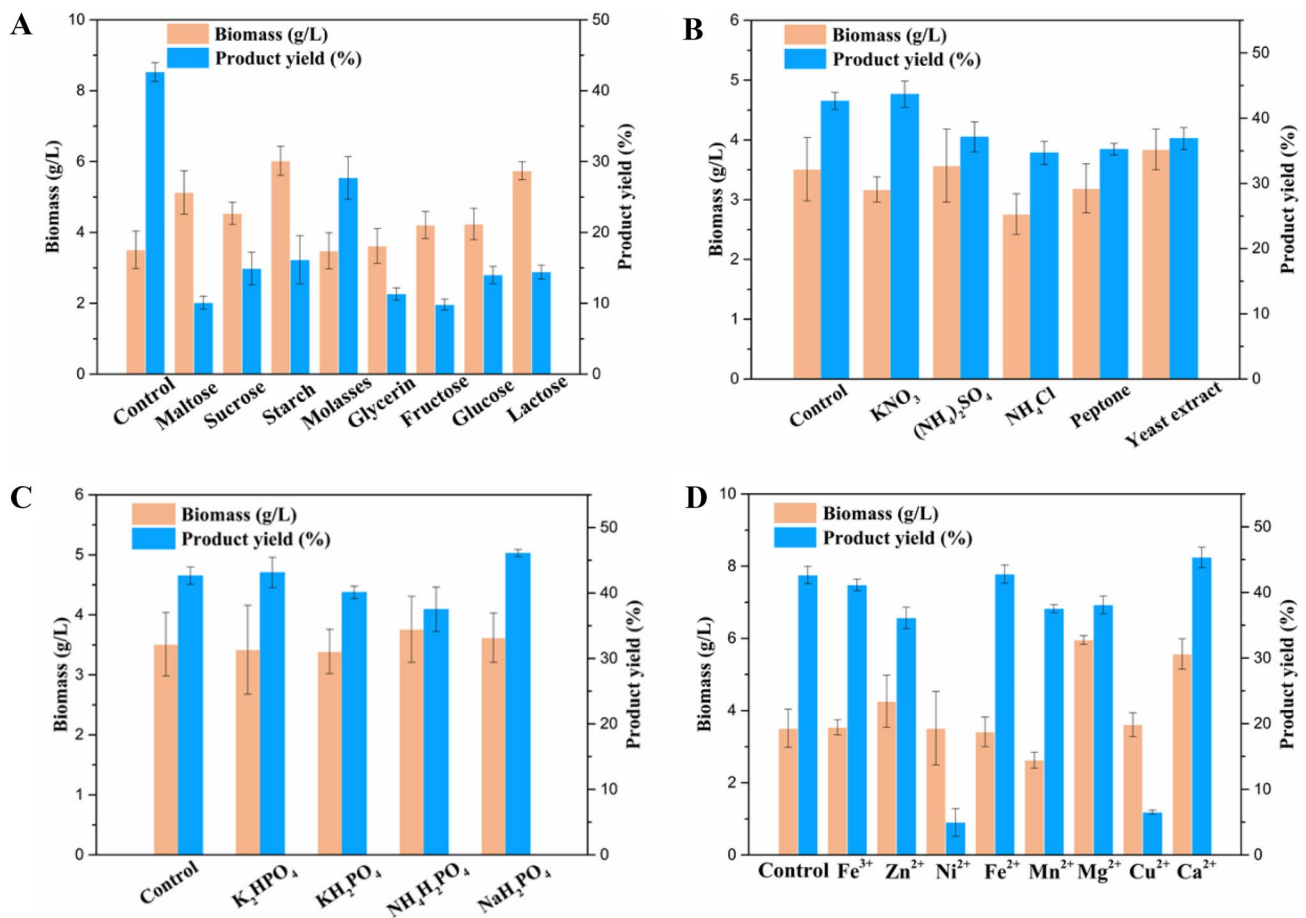 A
Biomass (g/L)
Product yield (%)
10
8
6
4
2
0
50
40
30
20
10
0
Biomass (g/L)
Product yield (%)
Control
Maltose
Sucrose
Starch
Molasses
Glycerin
Fructose
Glucose
Lactose
B
Biomass (g/L)
Product yield (%)
6
5
4
3
2
1
0
50
40
30
20
10
0
Biomass (g/L)
Product yield (%)
Control
KNO₃
(NH₄)₂SO₄
NH₄Cl
Peptone
Yeast extract
C
Biomass (g/L)
Product yield (%)
6
5
4
3
2
1
0
50
40
30
20
10
0
Biomass (g/L)
Product yield (%)
Control
K₂HPO₄
KH₂PO₄
NH₄H₂PO₄
NaH₂PO₄
D
Biomass (g/L)
Product yield (%)
10
8
6
4
2
0
50
40
30
20
10
0
Biomass (g/L)
Product yield (%)
Control Fe³⁺ Zn²⁺ Ni²⁺ Fe²⁺ Mn²⁺ Mg²⁺ Cu²⁺ Ca²⁺